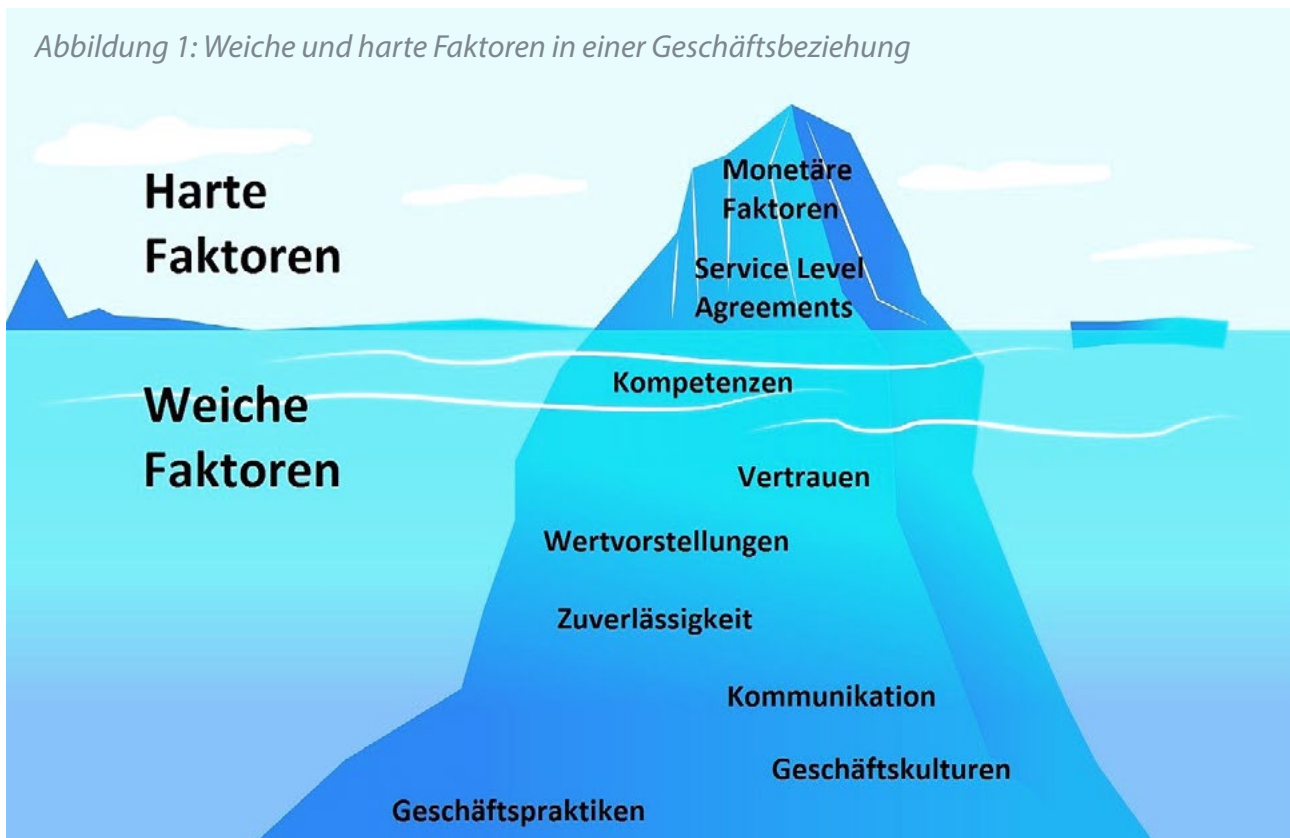 Abbildung 1: Weiche und harte Faktoren in einer Geschäftsbeziehung
Harte
Faktoren
Monetäre
Faktoren
Service Level
Agreements
Weiche
Faktoren
Kompetenzen
Vertrauen
Wertvorstellungen
Zuverlässigkeit
Kommunikation
Geschäftskulturen
Geschäftspraktiken